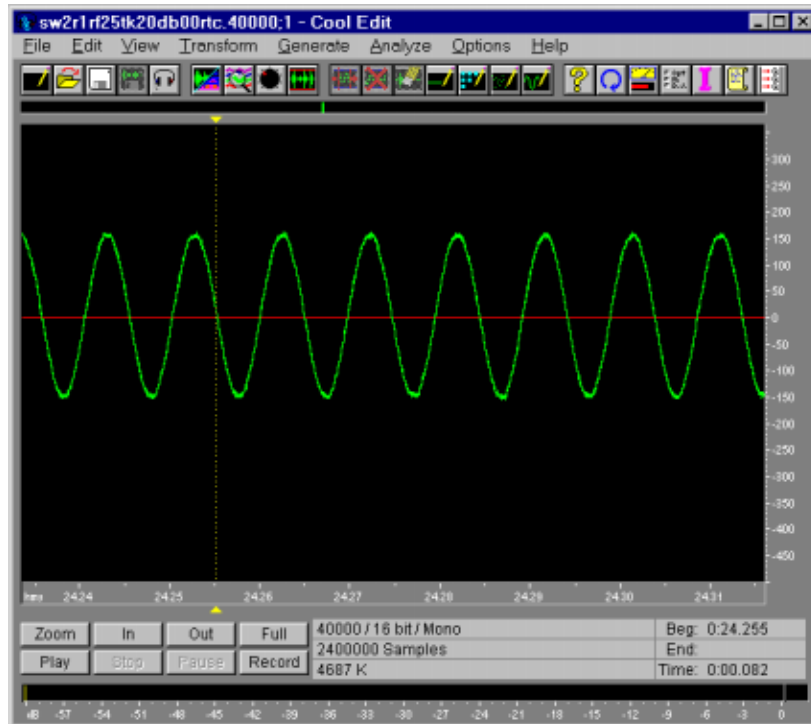 sw2r1rf25tk20db00rtc.40000;1 - Cool Edit
File Edit View Transform Generate Analyze Options Help
300
250
200
150
100
50
0
-50
-100
-150
-200
-250
-300
-350
-400
-450
hms 24.24 24.25 24.26 24.27 24.28 24.29 24.30 24.31
Zoom In Out Full 40000 / 16 bit / Mono Beg: 0:24.255
2400000 Samples End:
Play Stop Pause Record 4687 K Time: 0:00.082
dB -57 -54 -51 -48 -45 -42 -39 -36 -33 -30 -27 -24 -21 -18 -15 -12 -9 -6 -3 0